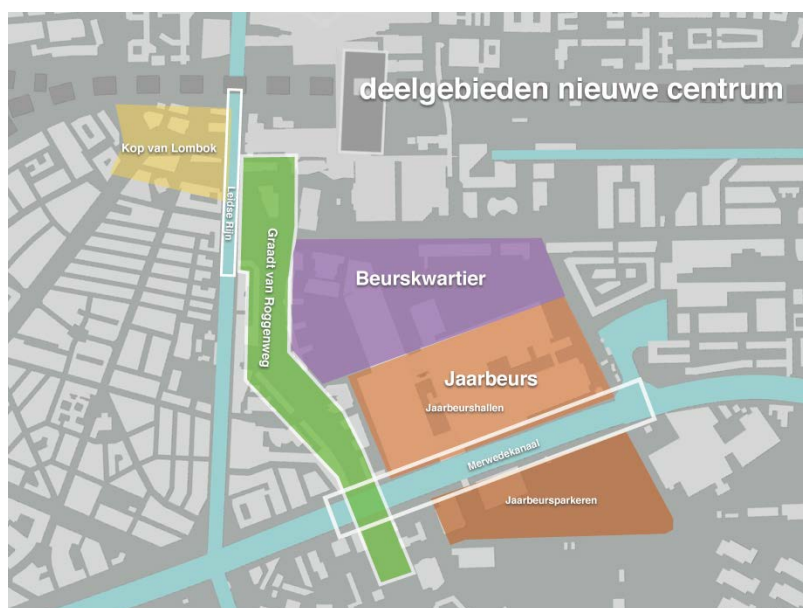 deelgebieden nieuwe centrum
Kop van Lombok
Leidse Rijn
Graadt van Roggenweg
Beurskwartier
Jaarbeurs
Jaarbeurshallen
Merwedekanaal
Jaarbeursparkeren